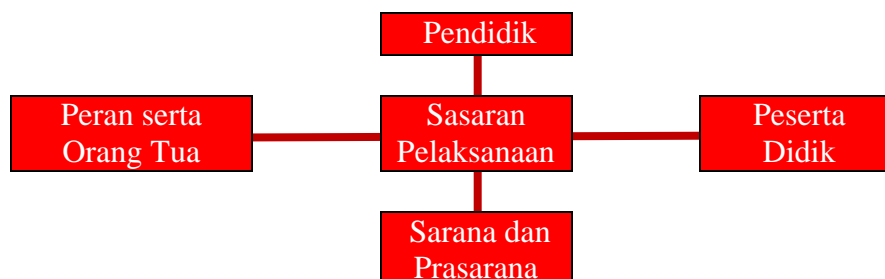 Pendidik
Peran serta
Orang Tua
Sasaran
Pelaksanaan
Peserta
Didik
Sarana dan
Prasarana